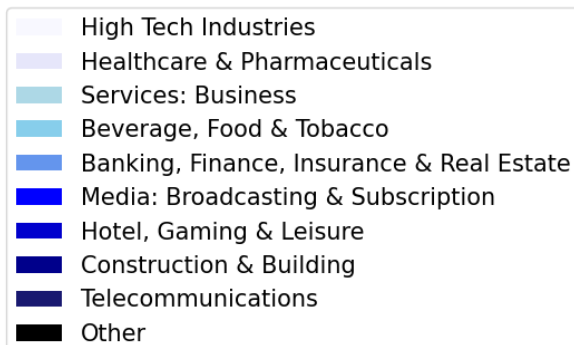 High Tech Industries
Healthcare & Pharmaceuticals
Services: Business
Beverage, Food & Tobacco
Banking, Finance, Insurance & Real Estate
Media: Broadcasting & Subscription
Hotel, Gaming & Leisure
Construction & Building
Telecommunications
Other